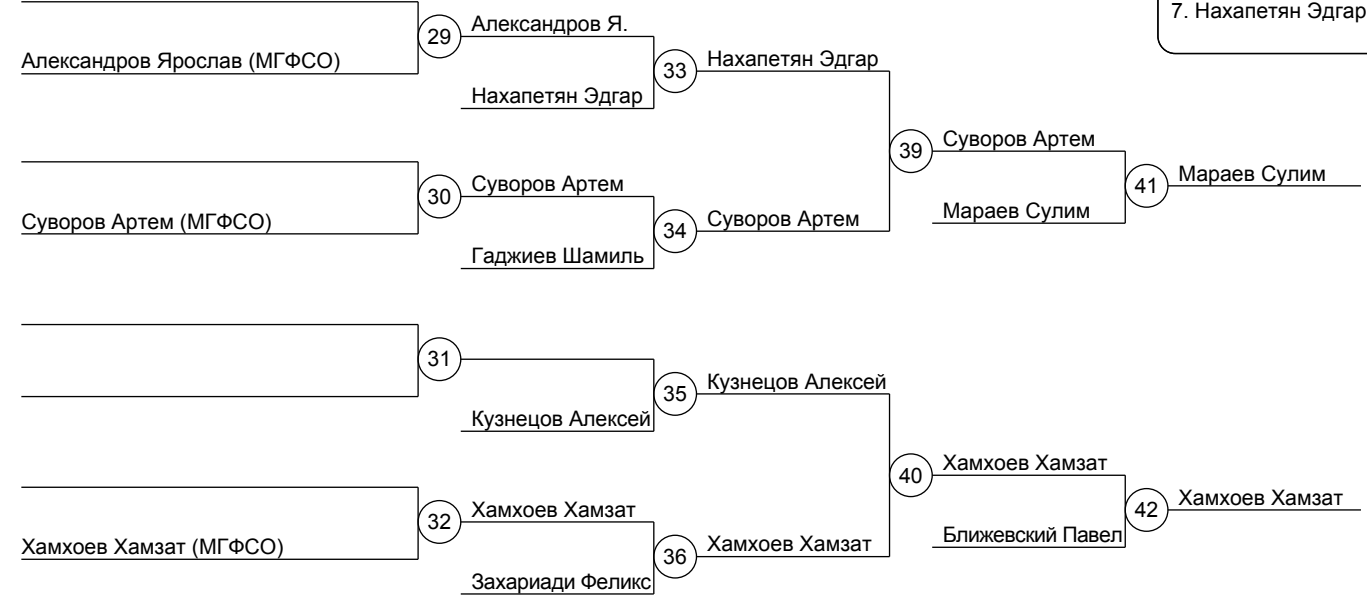 7. Нахапетян Эдгар
Александров Ярослав (МГФСО)
29
Александров Я.
Нахапетян Эдгар
33
Нахапетян Эдгар
Суворов Артем (МГФСО)
30
Суворов Артем
Гаджиев Шамиль
34
Суворов Артем
39
Суворов Артем
Мараев Сулим
41
Мараев Сулим
31
Кузнецов Алексей
35
Кузнецов Алексей
Хамхоев Хамзат (МГФСО)
32
Хамхоев Хамзат
Захариади Феликс
36
Хамхоев Хамзат
40
Хамхоев Хамзат
Ближевский Павел
42
Хамхоев Хамзат